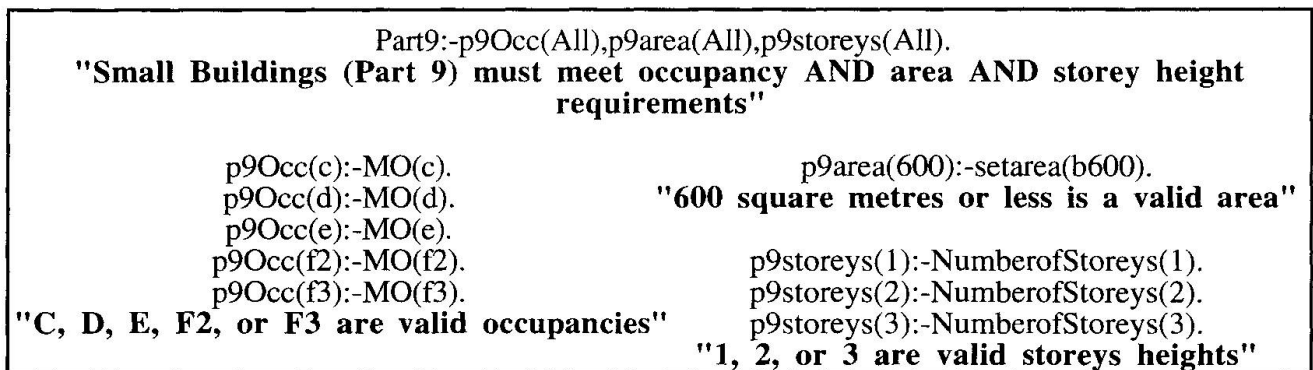 Part9:-p9Occ(All),p9area(All),p9storeys(All).
"Small Buildings (Part 9) must meet occupancy AND area AND storey height
requirements"
p9Occ(c):-MO(c).
p9Occ(d):-MO(d).
p9Occ(e):-MO(e).
p9Occ(f2):-MO(f2).
p9Occ(f3):-MO(f3).
"C, D, E, F2, or F3 are valid occupancies"
p9area(600):-setarea(b600).
"600 square metres or less is a valid area"
p9storeys(1):-NumberofStoreys(1).
p9storeys(2):-NumberofStoreys(2).
p9storeys(3):-NumberofStoreys(3).
"1, 2, or 3 are valid storeys heights"